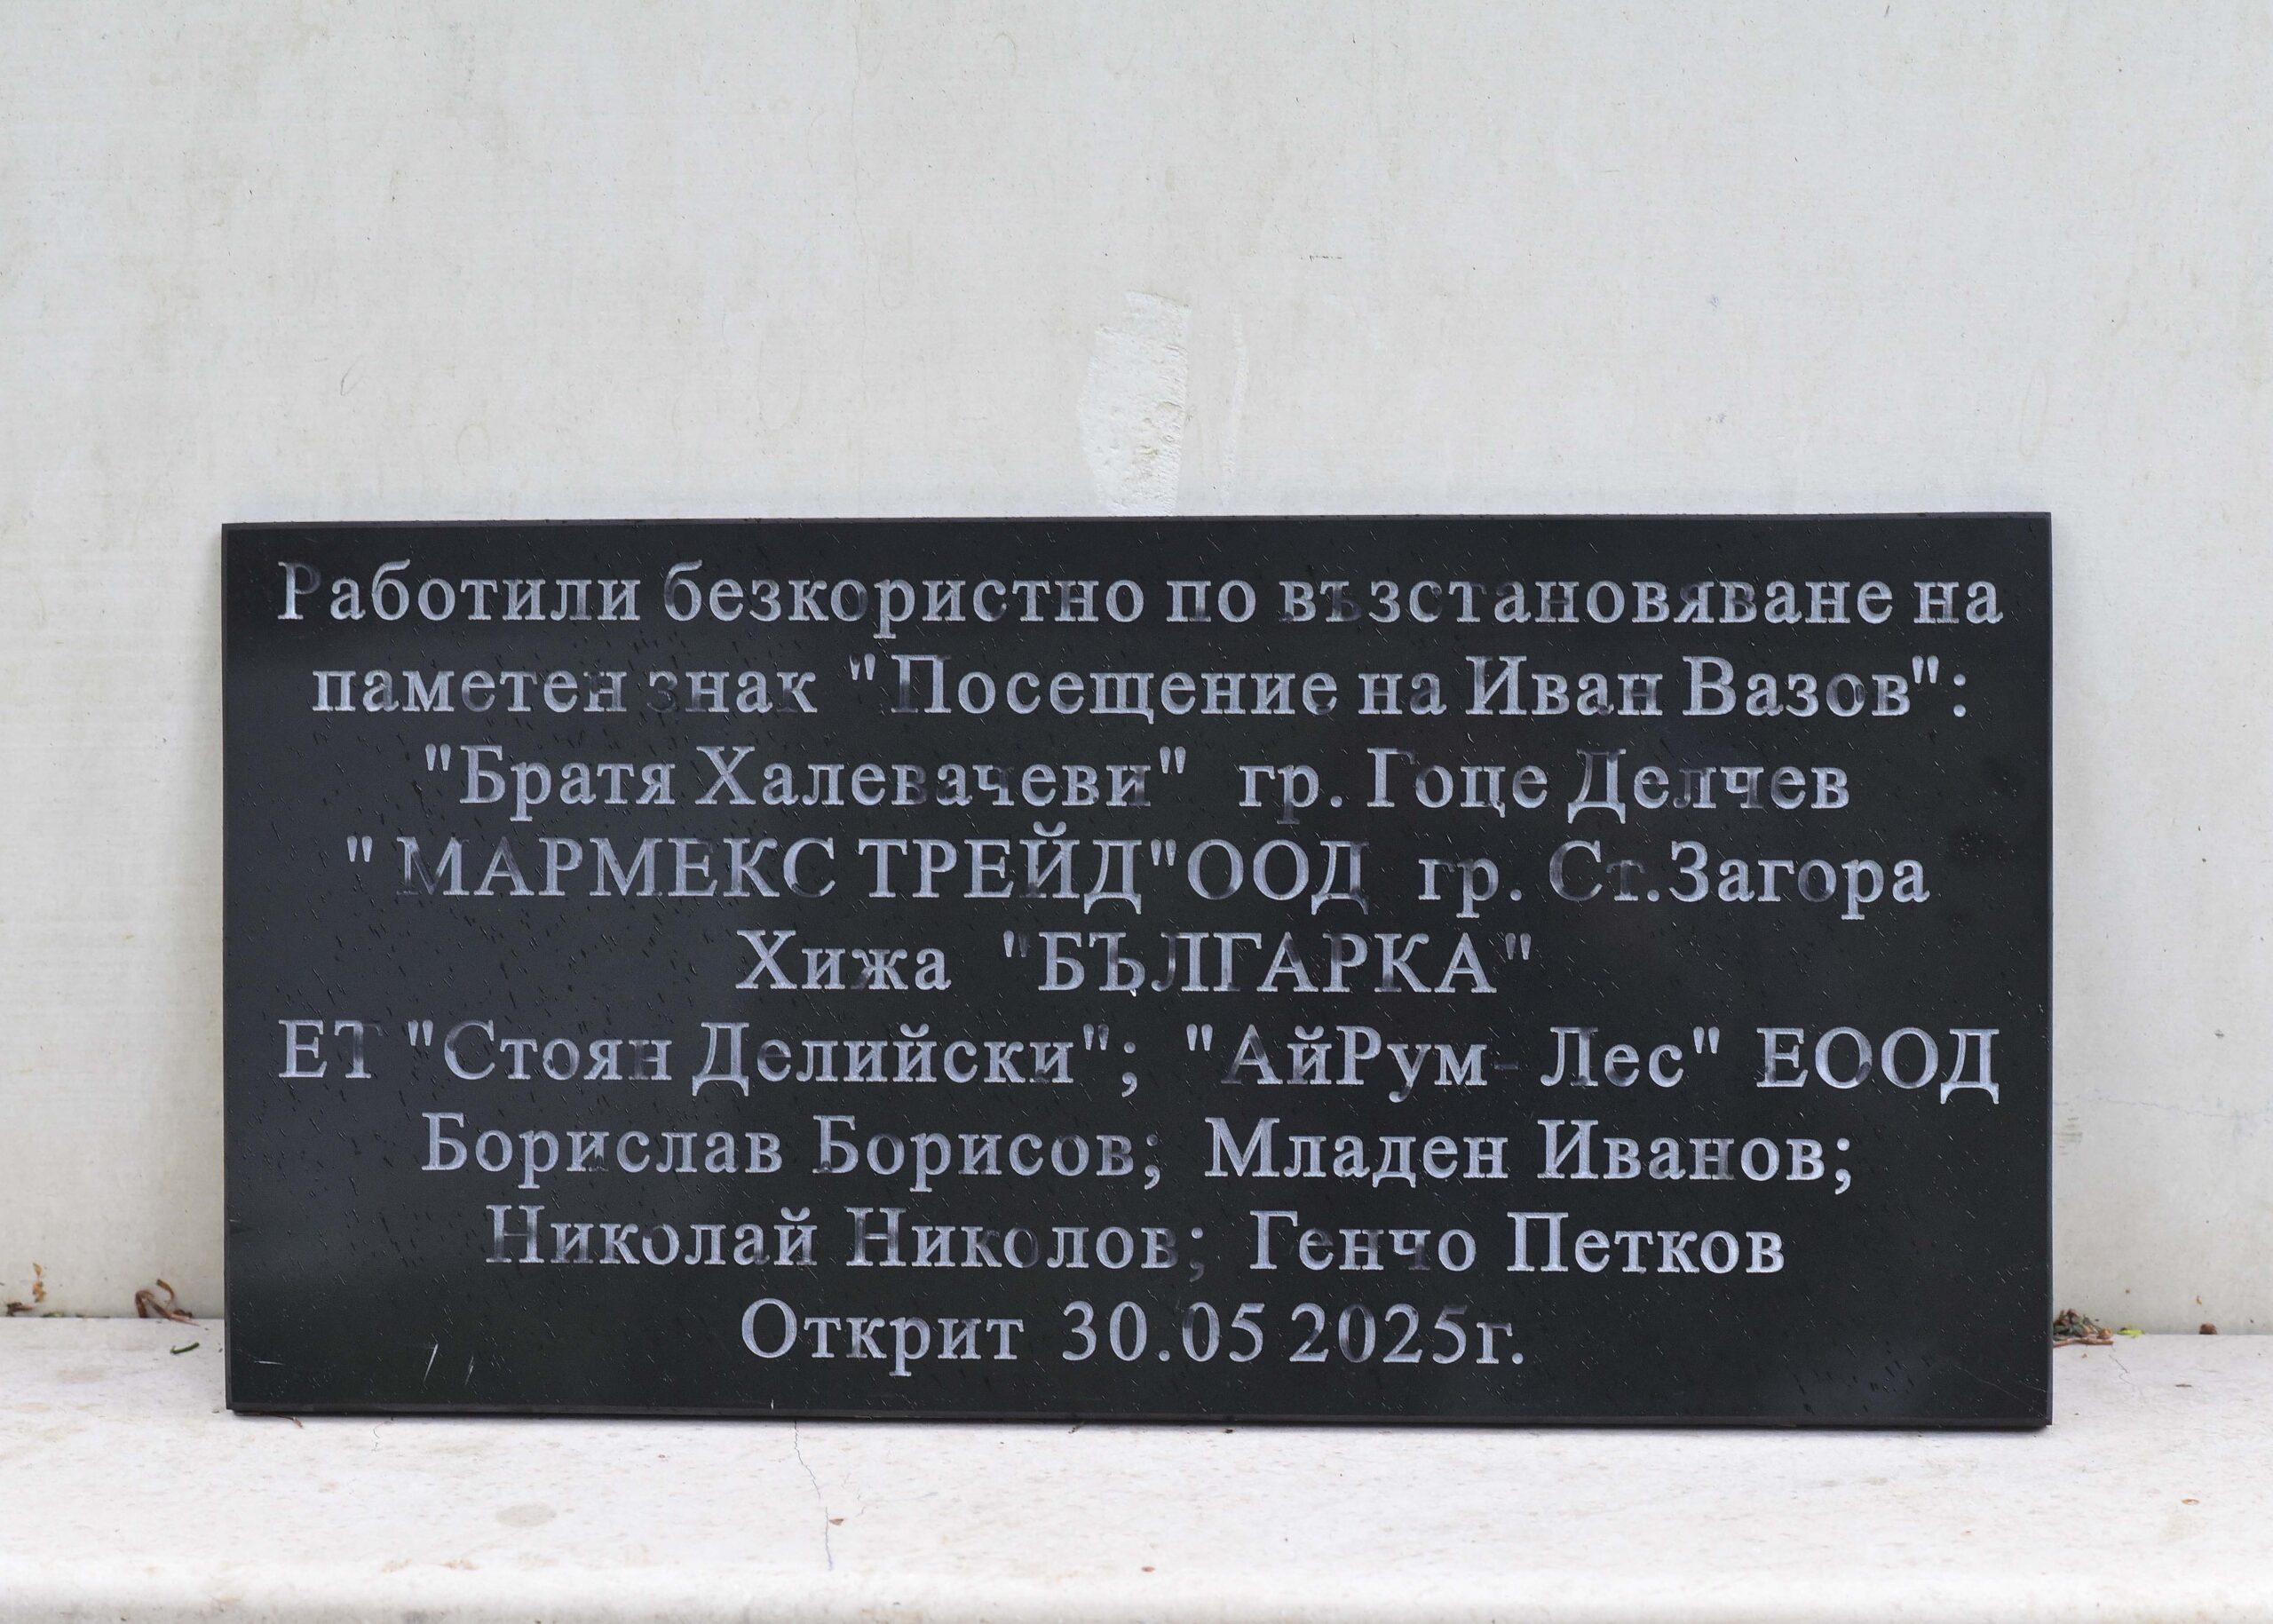 Работили безкористно по възстановяване на
паметен знак "Посещение на Иван Вазов":
"Братя Халевачеви" гр. Гоце Делчев
"МАРМЕКС ТРЕЙД"ООД гр. Ст.Загора
Хижа "БЪЛГАРКА"
ЕТ "Стоян Делийски"; "АйРум- Лес" ЕООД
Борислав Борисов; Младен Иванов;
Николай Николов; Генчо Петков
Открит 30.05 2025г.